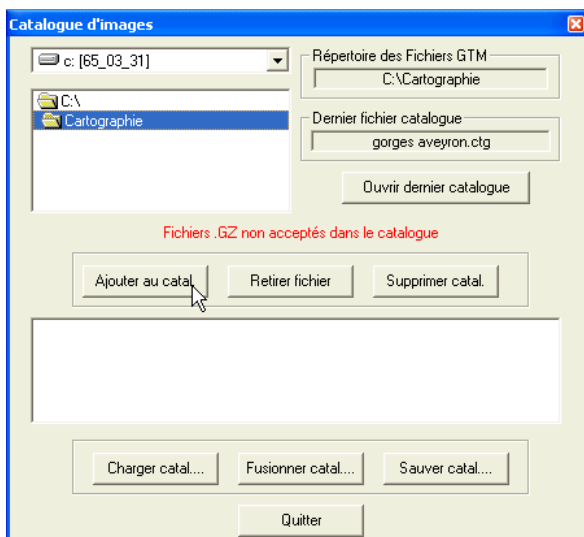 Catalogue d'images
c: [65_03_31]
Répertoire des Fichiers GTM
C:\Cartographie
C:\
Cartographie
Dernier fichier catalogue
gorges aveyron.ctg
Ouvrir dernier catalogue
Fichiers .GZ non acceptés dans le catalogue
Ajouter au catal.
Retirer fichier
Supprimer catal.
Charger catal....
Fusionner catal....
Sauver catal....
Quitter